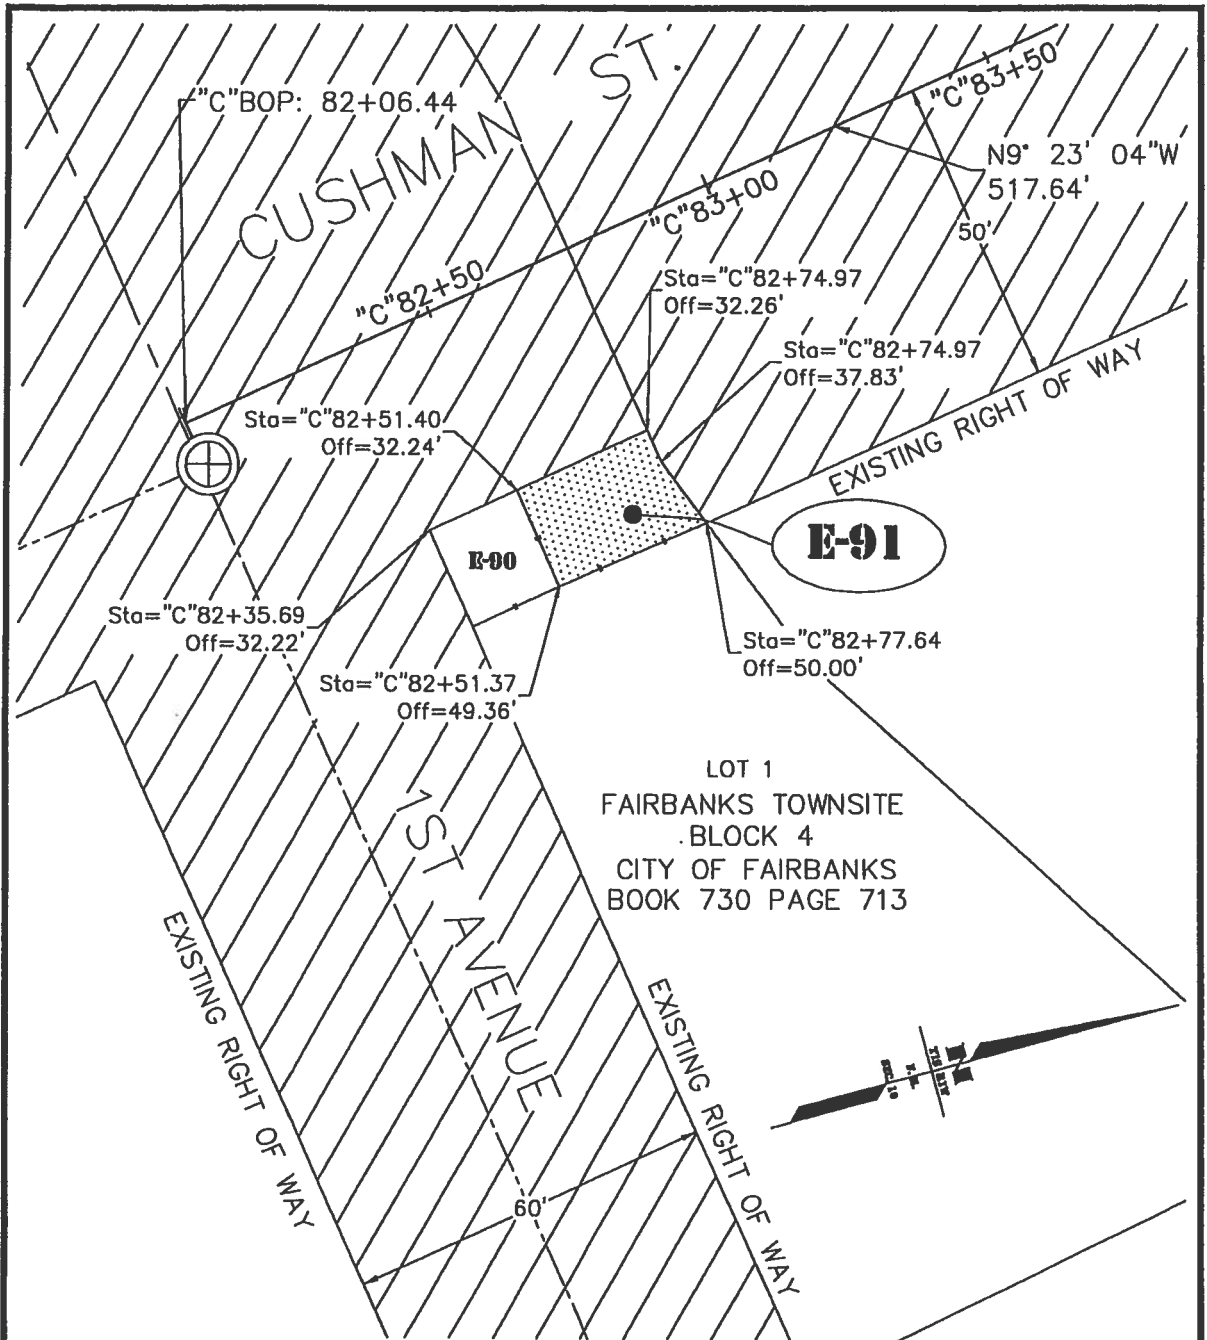 "C"BOP: 82+06.44
CUSHMAN ST.
"C"83+50
N9° 23' 04"W
517.64'
"C"83+00
50'
"C"82+50
Sta="C"82+74.97
Off=32.26'
Sta="C"82+74.97
Off=37.83'
EXISTING RIGHT OF WAY
Sta="C"82+51.40
Off=32.24'
E-91
E-90
Sta="C"82+35.69
Off=32.22'
Sta="C"82+77.64
Off=50.00'
Sta="C"82+51.37
Off=49.36'
LOT 1
FAIRBANKS TOWNSITE
BLOCK 4
CITY OF FAIRBANKS
BOOK 730 PAGE 713
1ST AVENUE
EXISTING RIGHT OF WAY
EXISTING RIGHT OF WAY
N
T1S R1W
F.M.
SEC. 10
60'